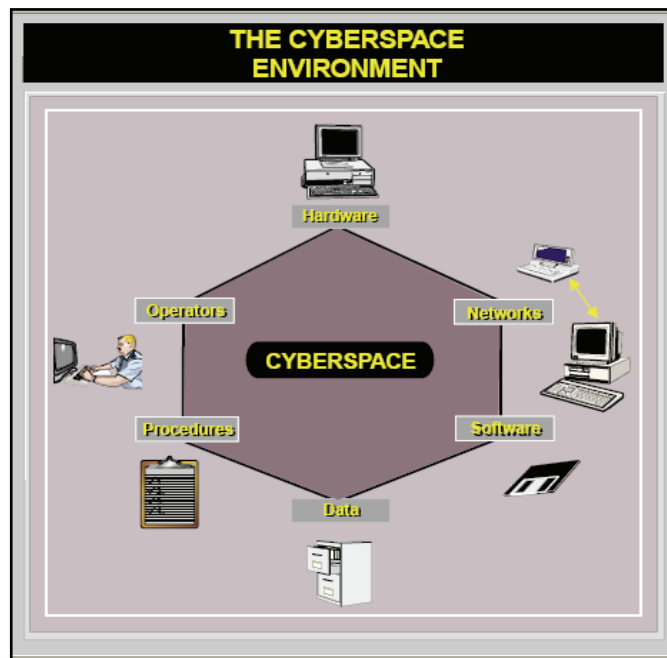 THE CYBERSPACE
ENVIRONMENT
Hardware
Operators
Networks
CYBERSPACE
Procedures
Software
Data